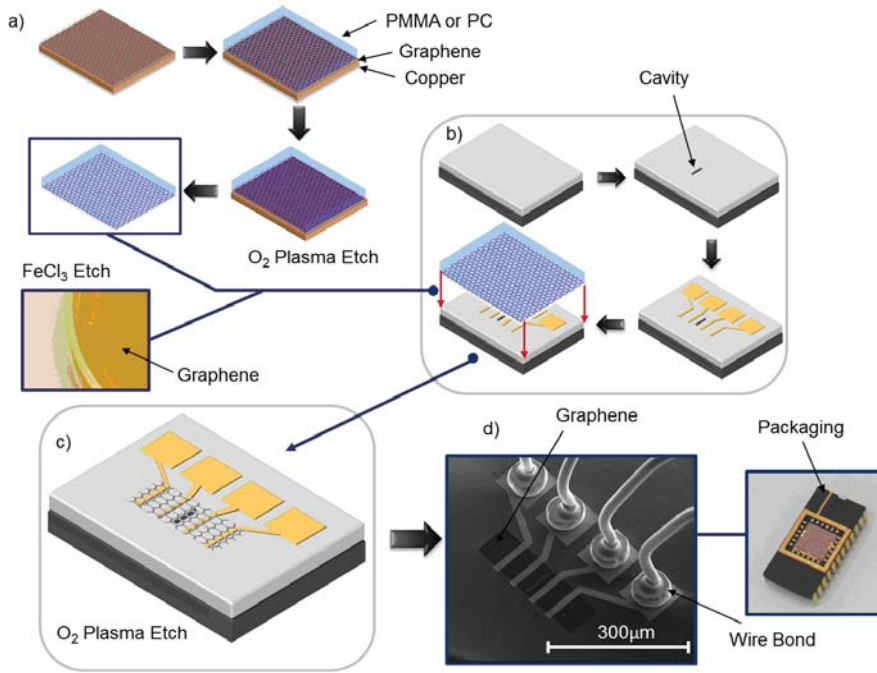 a)
PMMA or PC
Graphene
Copper
O2 Plasma Etch
FeCl3 Etch
Graphene
b)
Cavity
c)
O2 Plasma Etch
d)
Graphene
Packaging
300µm
Wire Bond